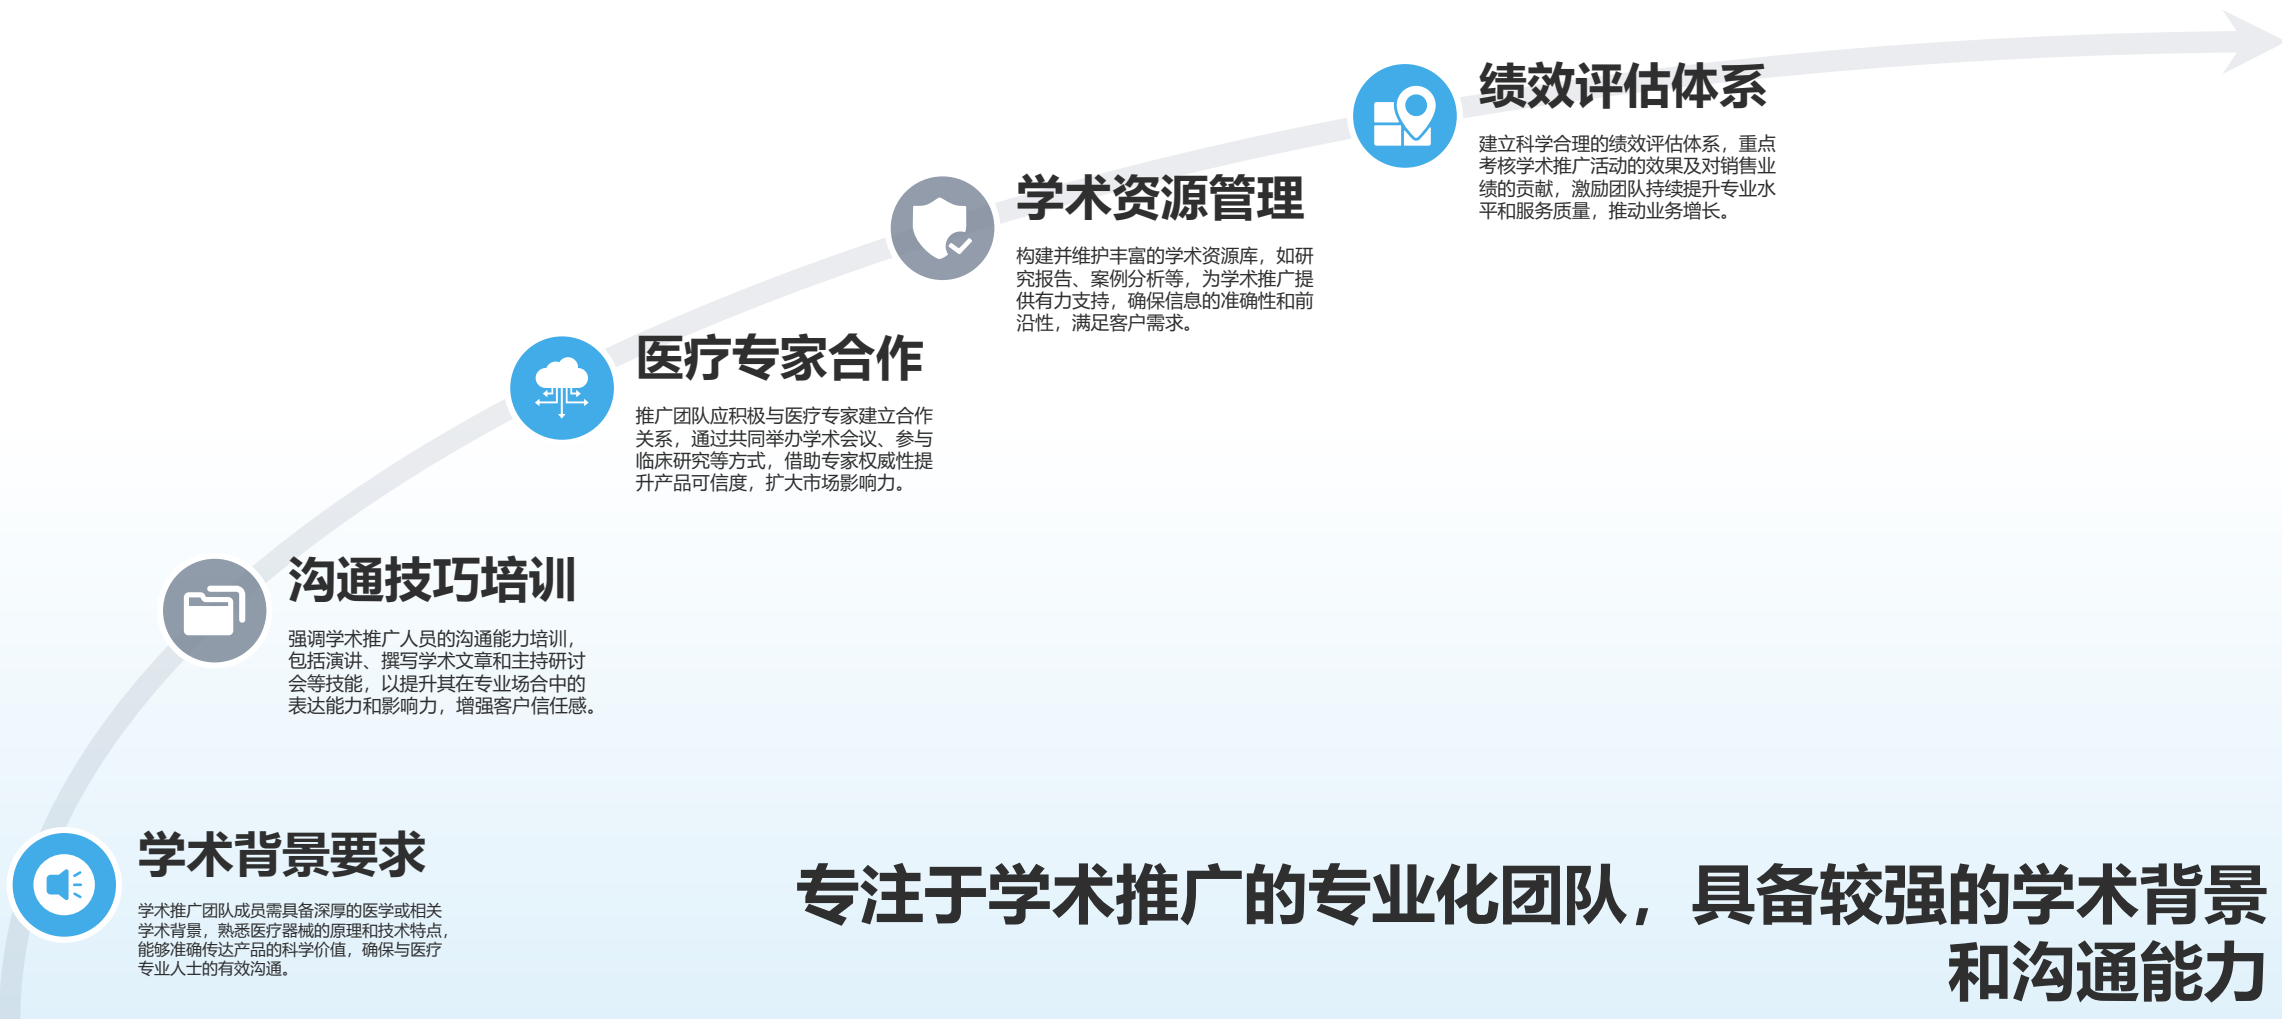 绩效评估体系
建立科学合理的绩效评估体系，重点
考核学术推广活动的效果及对销售业
绩的贡献，激励团队持续提升专业水
平和服务质量，推动业务增长。
学术资源管理
构建并维护丰富的学术资源库，如研
究报告、案例分析等，为学术推广提
供有力支持，确保信息的准确性和前
沿性，满足客户需求。
医疗专家合作
推广团队应积极与医疗专家建立合作
关系，通过共同举办学术会议、参与
临床研究等方式，借助专家权威性提
升产品可信度，扩大市场影响力。
沟通技巧培训
强调学术推广人员的沟通能力培训，
包括演讲、撰写学术文章和主持研讨
会等技能，以提升其在专业场合中的
表达能力和影响力，增强客户信任感。
学术背景要求
学术推广团队成员需具备深厚的医学或相关
学术背景，熟悉医疗器械的原理和技术特点，
能够准确传达产品的科学价值，确保与医疗
专业人士的有效沟通。
专注于学术推广的专业化团队，具备较强的学术背景
和沟通能力